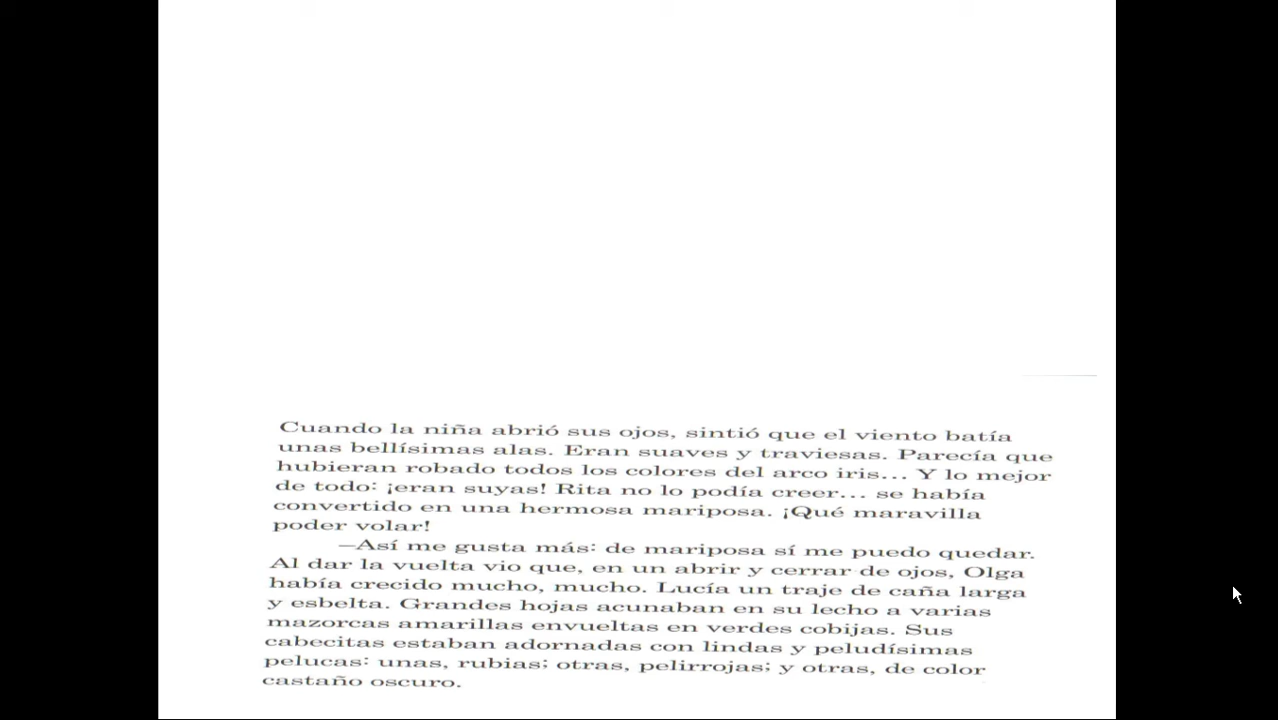 Cuando la niña abrió sus ojos, sintió que el viento batía
unas bellísimas alas. Eran suaves y traviesas. Parecía que
hubieran robado todos los colores del arco iris... Y lo mejor
de todo: ¡eran suyas! Rita no lo podía creer... se había
convertido en una hermosa mariposa. ¡Qué maravilla
poder volar!
—Así me gusta más: de mariposa sí me puedo quedar.
Al dar la vuelta vio que, en un abrir y cerrar de ojos, Olga
había crecido mucho, mucho. Lucía un traje de caña larga
y esbelta. Grandes hojas acunaban en su lecho a varias
mazorcas amarillas envueltas en verdes cobijas. Sus
cabecitas estaban adornadas con lindas y peludísimas
pelucas: unas, rubias; otras, pelirrojas; y otras, de color
castaño oscuro.